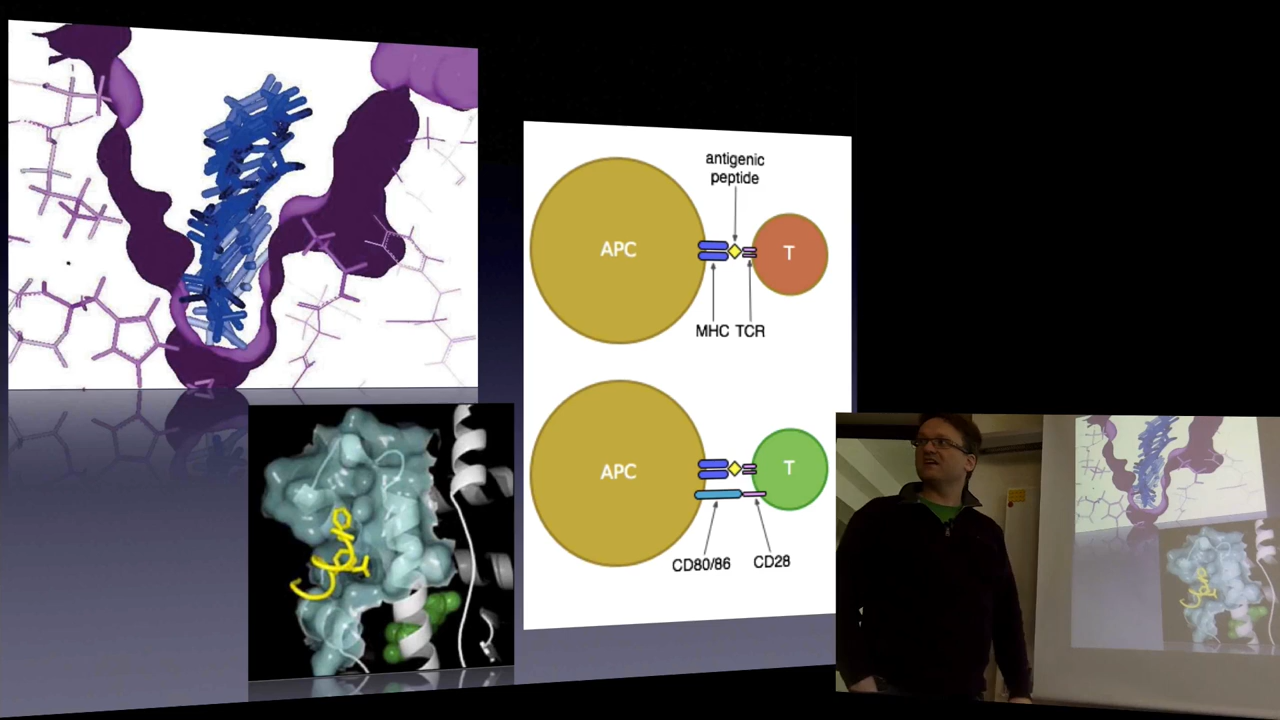 antigenic
peptide
APC
T
MHC TCR
APC
T
CD80/86
CD28